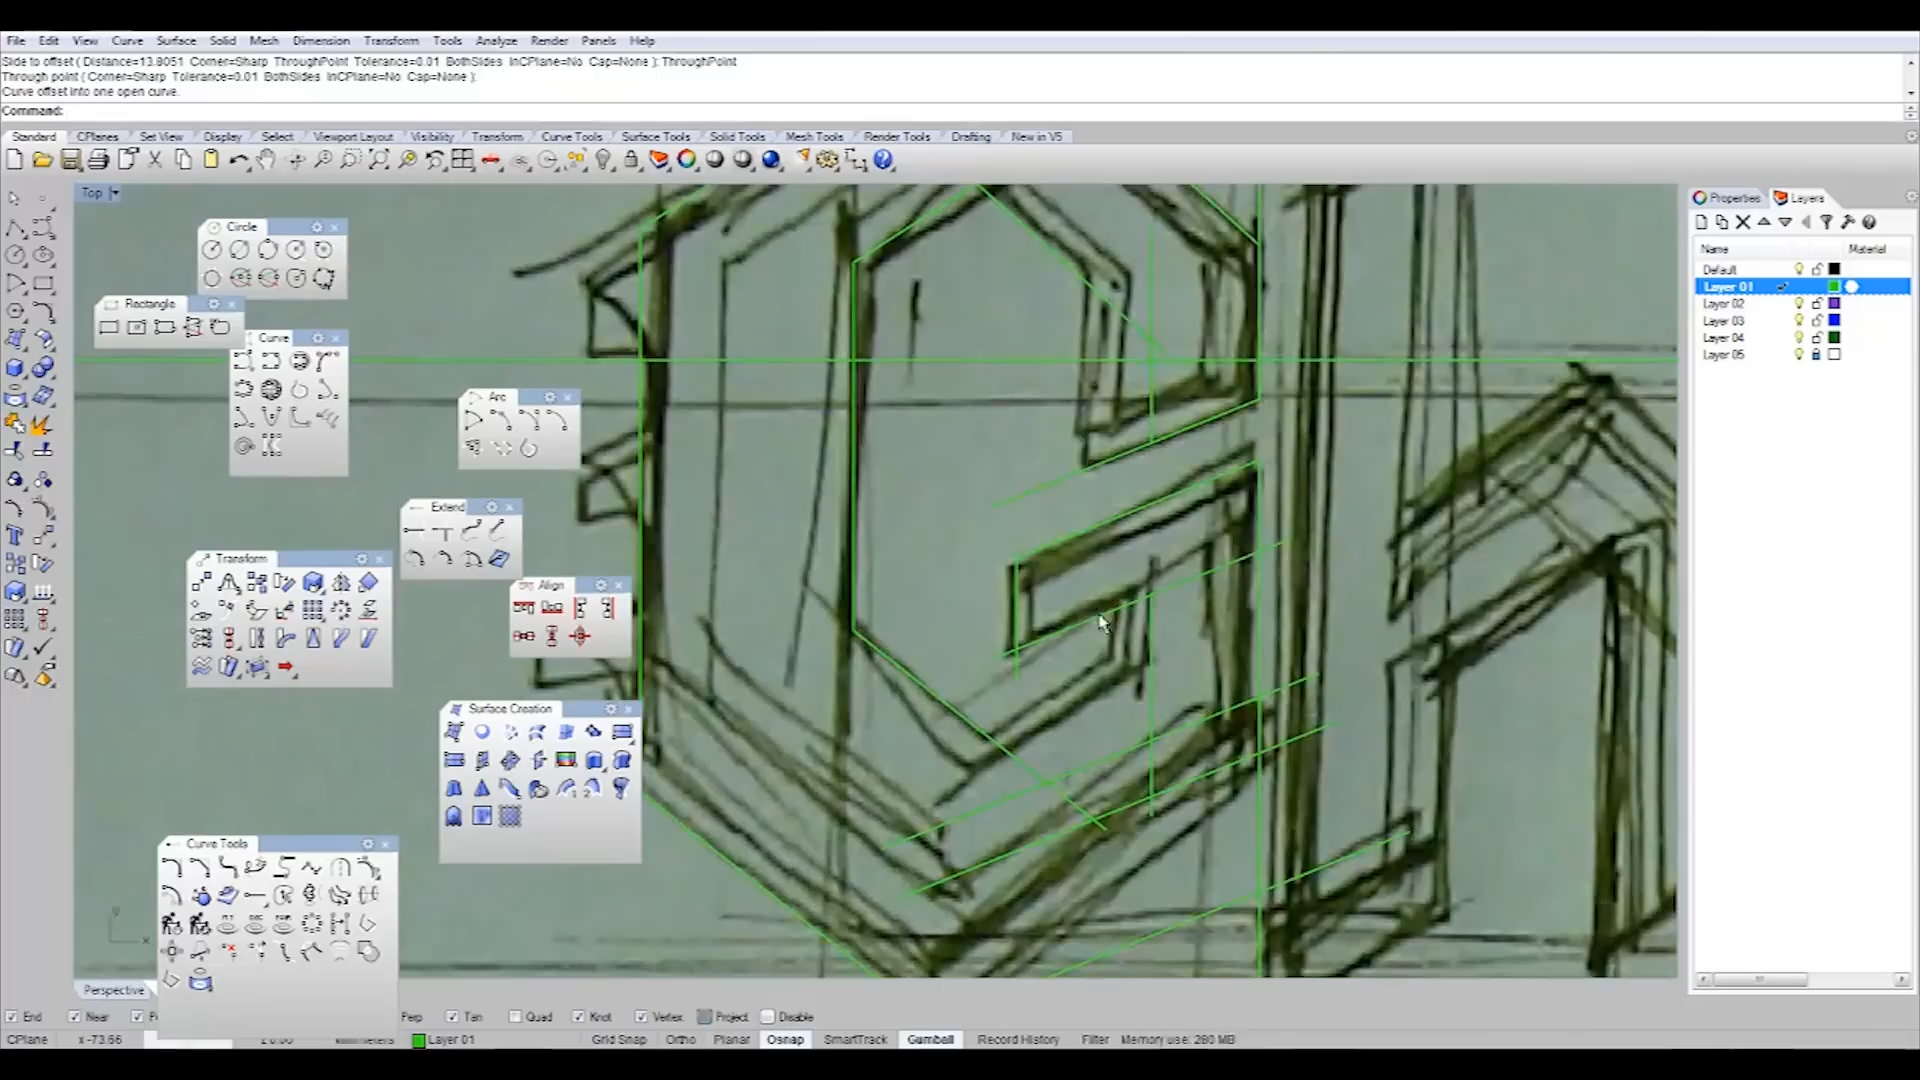 File Edit View Curve Surface Solid Mesh Dimension Transform Tools Analyze Render Panels Help
Side to offset ( Distance=13.8051 Corner=Sharp ThroughPoint Tolerance=0.01 BothSides InCPlane=No Cap=None ): ThroughPoint
Through point ( Corner=Sharp Tolerance=0.01 BothSides InCPlane=No Cap=None ):
Curve offset into one open curve.
Command:
Standard CPlanes Set View Display Select Viewport Layout Visibility Transform Curve Tools Surface Tools Solid Tools Mesh Tools Render Tools Drafting New in V5
Top
Properties Layers
Circle
Name Material
Default
Layer 01
Rectangle
Layer 02
Layer 03
Curve
Layer 04
Layer 05
Arc
Extend
Transform
Align
Surface Creation
Curve Tools
y
x
Perspective
End Near Perp Tan Quad Knot Vertex Project Disable
CPlane x -73.66 Layer 01 Grid Snap Ortho Planar Osnap SmartTrack Gumball Record History Filter Memory use: 280 MB